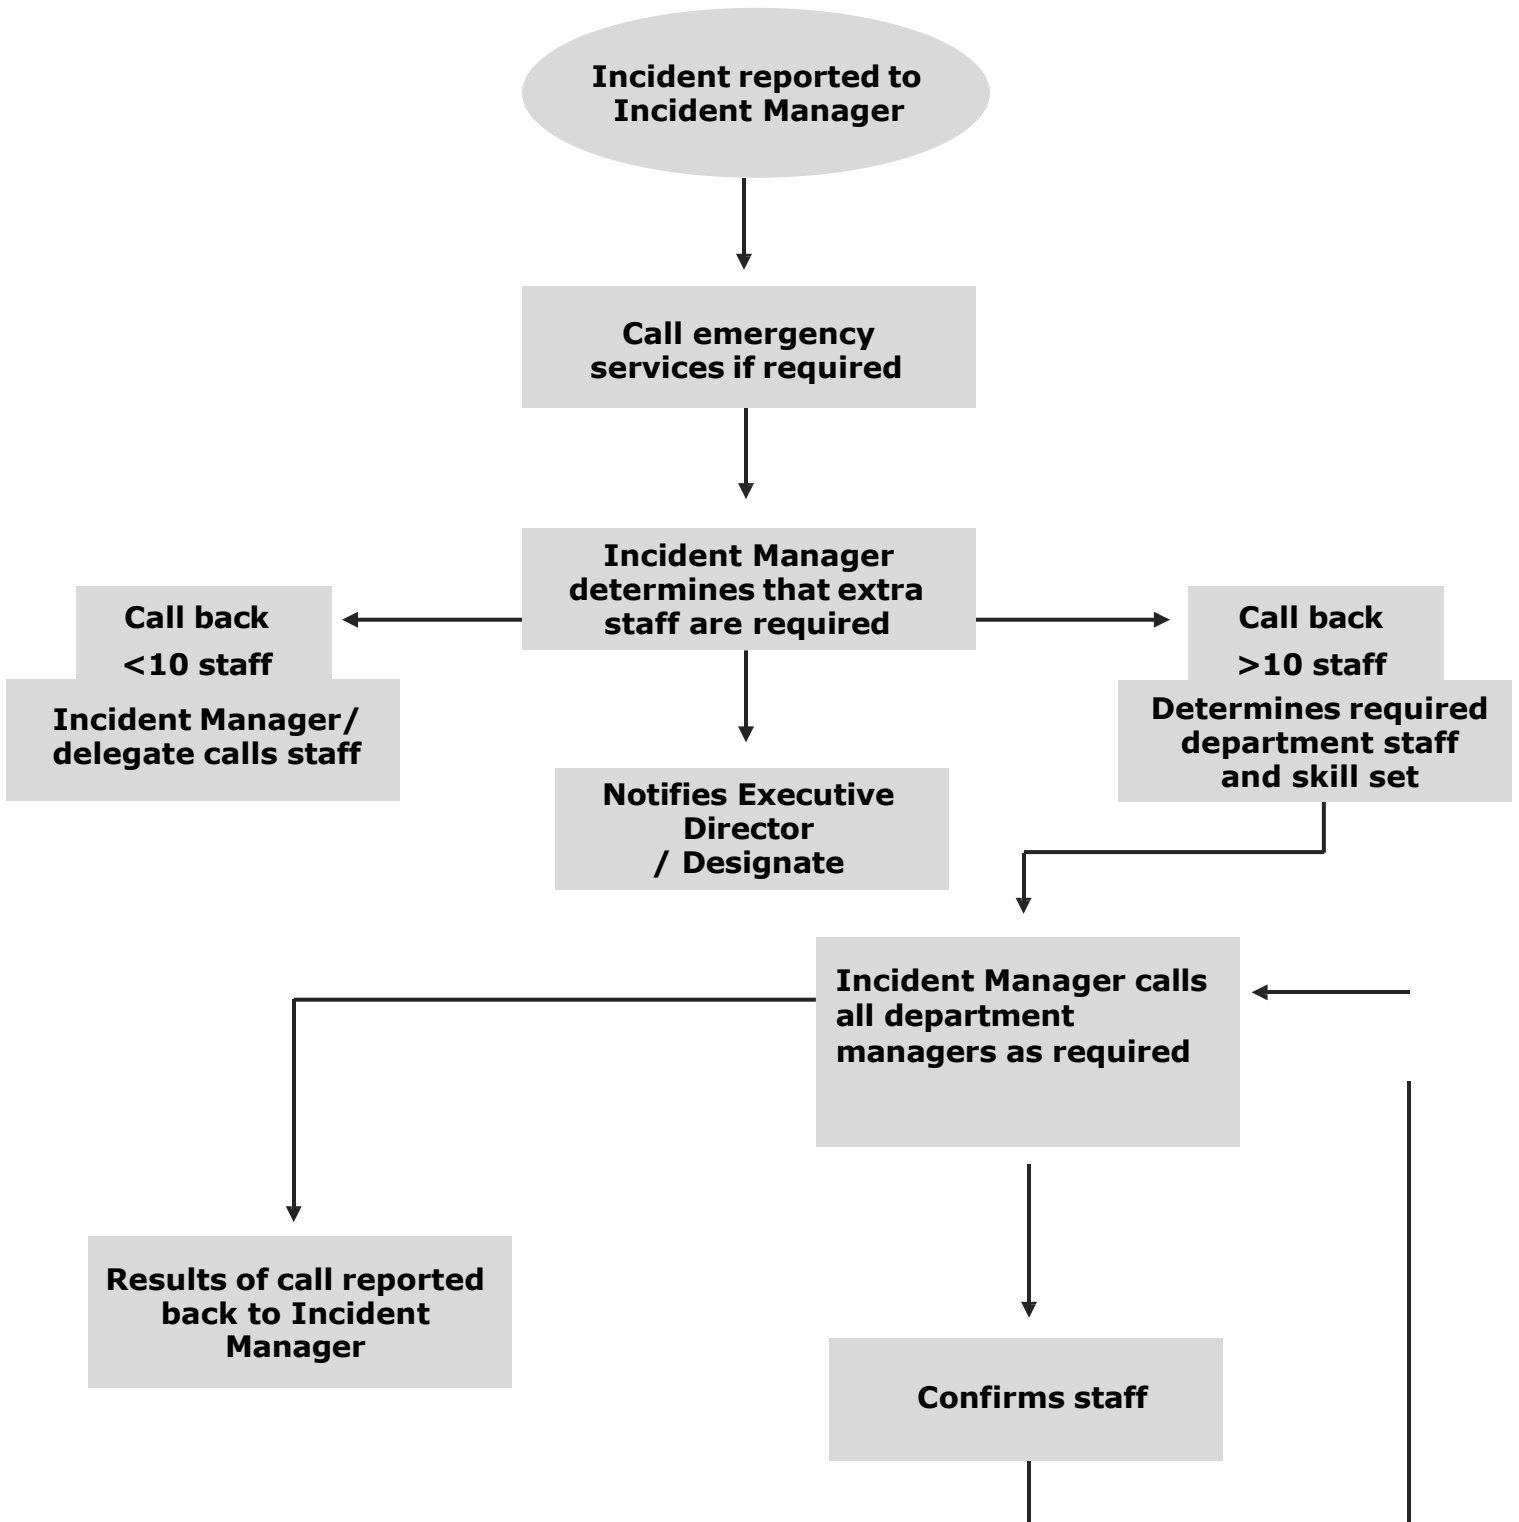 Incident reported to
Incident Manager
Call emergency
services if required
Incident Manager
determines that extra
staff are required
Call back
<10 staff
Incident Manager/
delegate calls staff
Call back
>10 staff
Determines required
department staff
and skill set
Notifies Executive
Director
/ Designate
Incident Manager calls
all department
managers as required
Results of call reported
back to Incident
Manager
Confirms staff